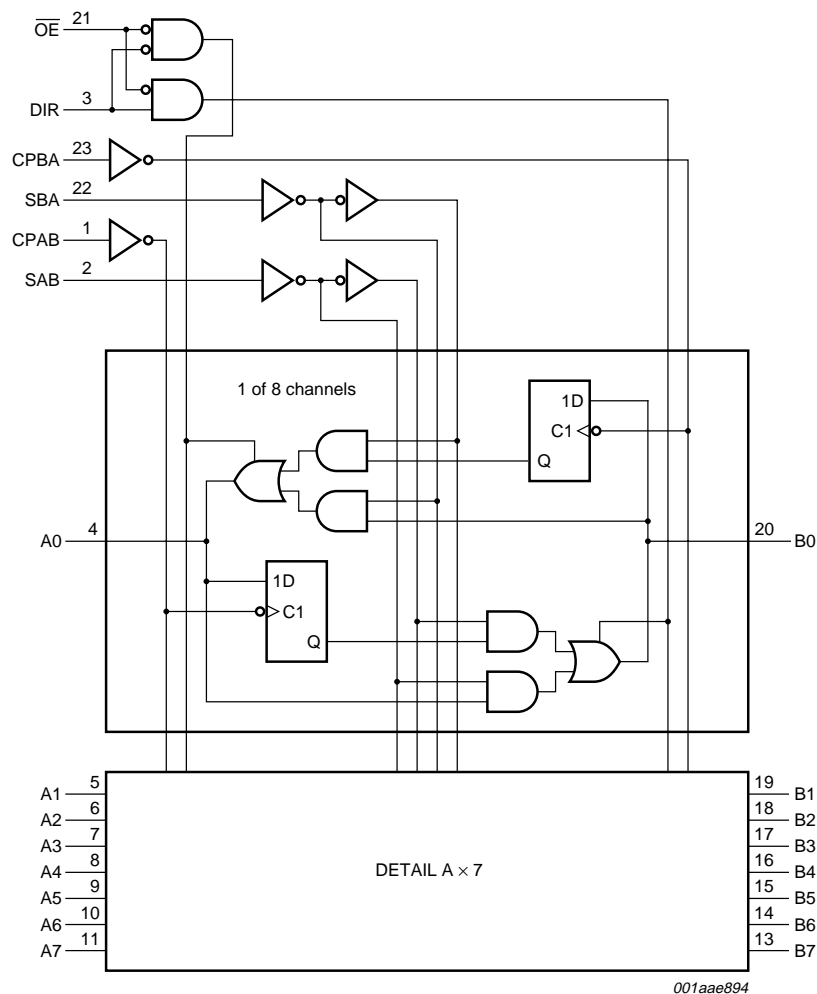 OE 21
DIR 3
CPBA 23
SBA 22
CPAB 1
SAB 2
1 of 8 channels
1D
C1
Q
A0 4
20 B0
1D
C1
Q
A1 5
A2 6
A3 7
A4 8
A5 9
A6 10
A7 11
DETAIL A × 7
19 B1
18 B2
17 B3
16 B4
15 B5
14 B6
13 B7
001aae894